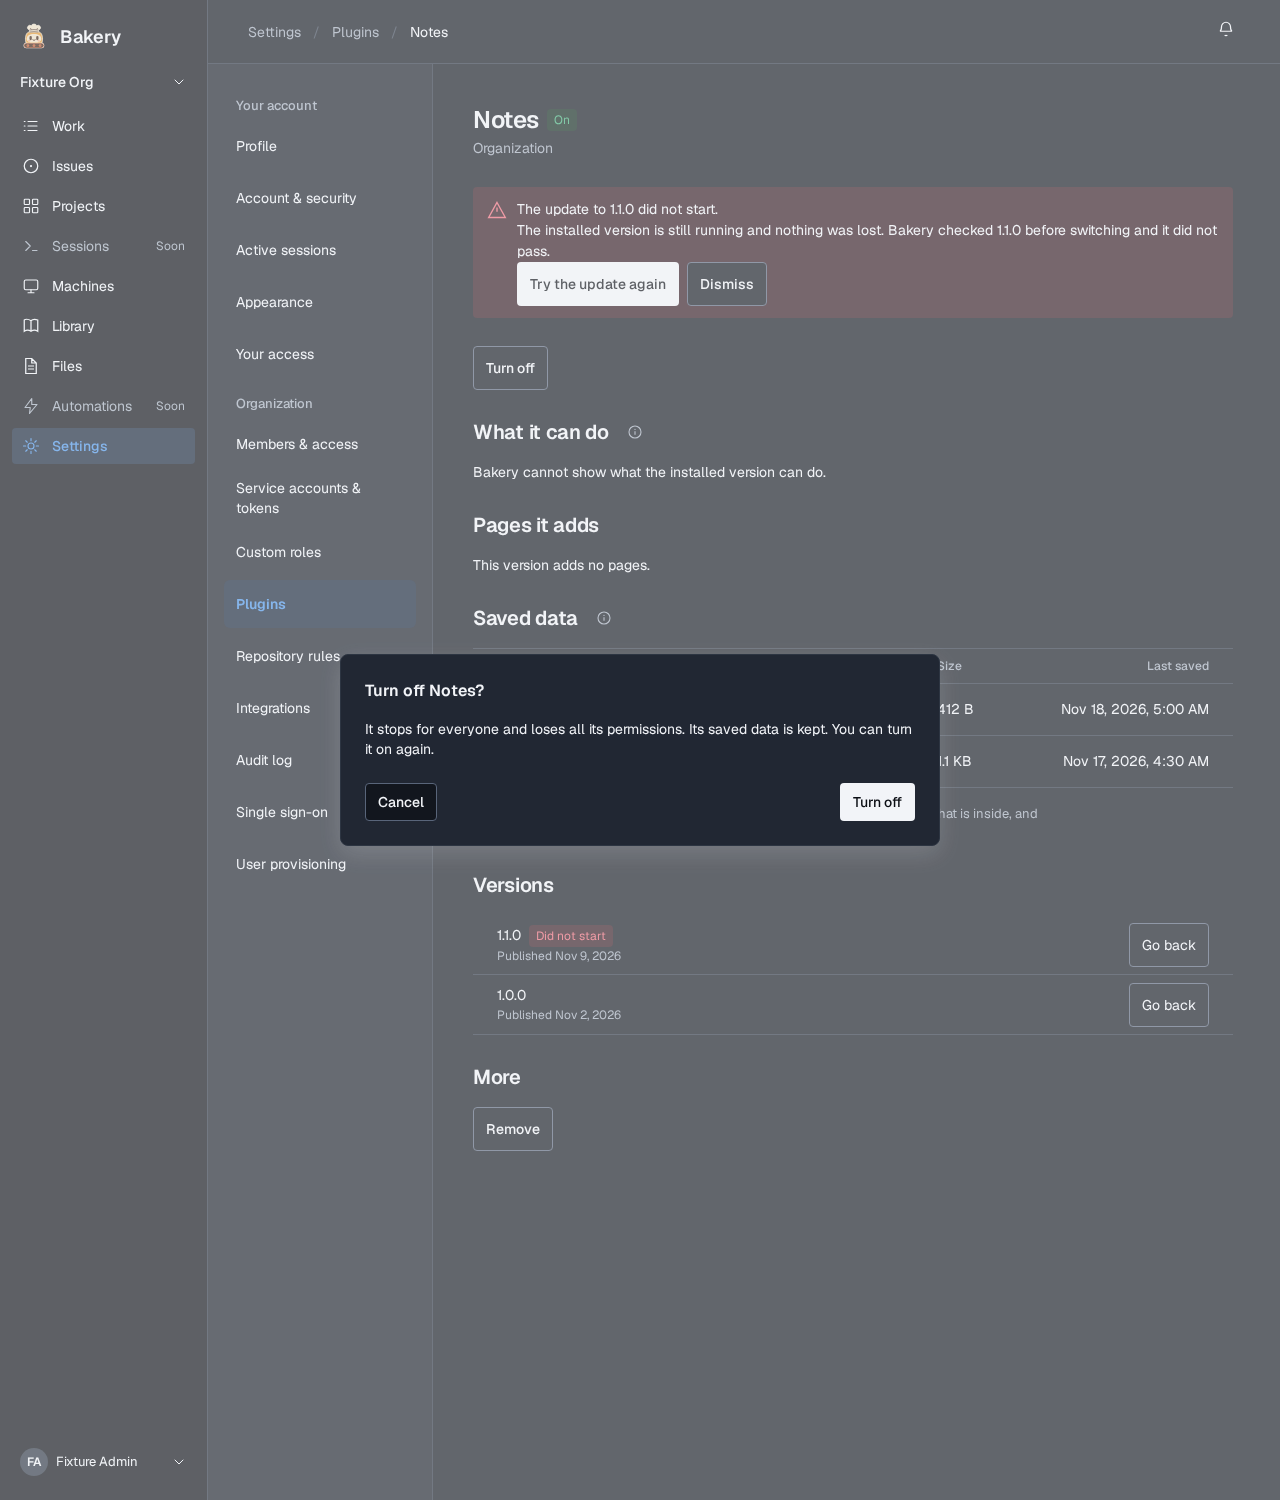 Bakery
Fixture Org
Work
Issues
Projects
Sessions Soon
Machines
Library
Files
Automations Soon
Settings
FA Fixture Admin
Settings / Plugins / Notes
Your account
Profile
Account & security
Active sessions
Appearance
Your access
Organization
Members & access
Service accounts &
tokens
Custom roles
Plugins
Repository rules
Integrations
Audit log
Single sign-on
User provisioning
Notes On
Organization
The update to 1.1.0 did not start.
The installed version is still running and nothing was lost. Bakery checked 1.1.0 before switching and it did not
pass.
Try the update again Dismiss
Turn off
What it can do
Bakery cannot show what the installed version can do.
Pages it adds
This version adds no pages.
Saved data
Size Last saved
412 B Nov 18, 2026, 5:00 AM
1.1 KB Nov 17, 2026, 4:30 AM
is inside, and
Turn off Notes?
It stops for everyone and loses all its permissions. Its saved data is kept. You can turn
it on again.
Cancel Turn off
Versions
1.1.0 Did not start
Published Nov 9, 2026
Go back
1.0.0
Published Nov 2, 2026
Go back
More
Remove